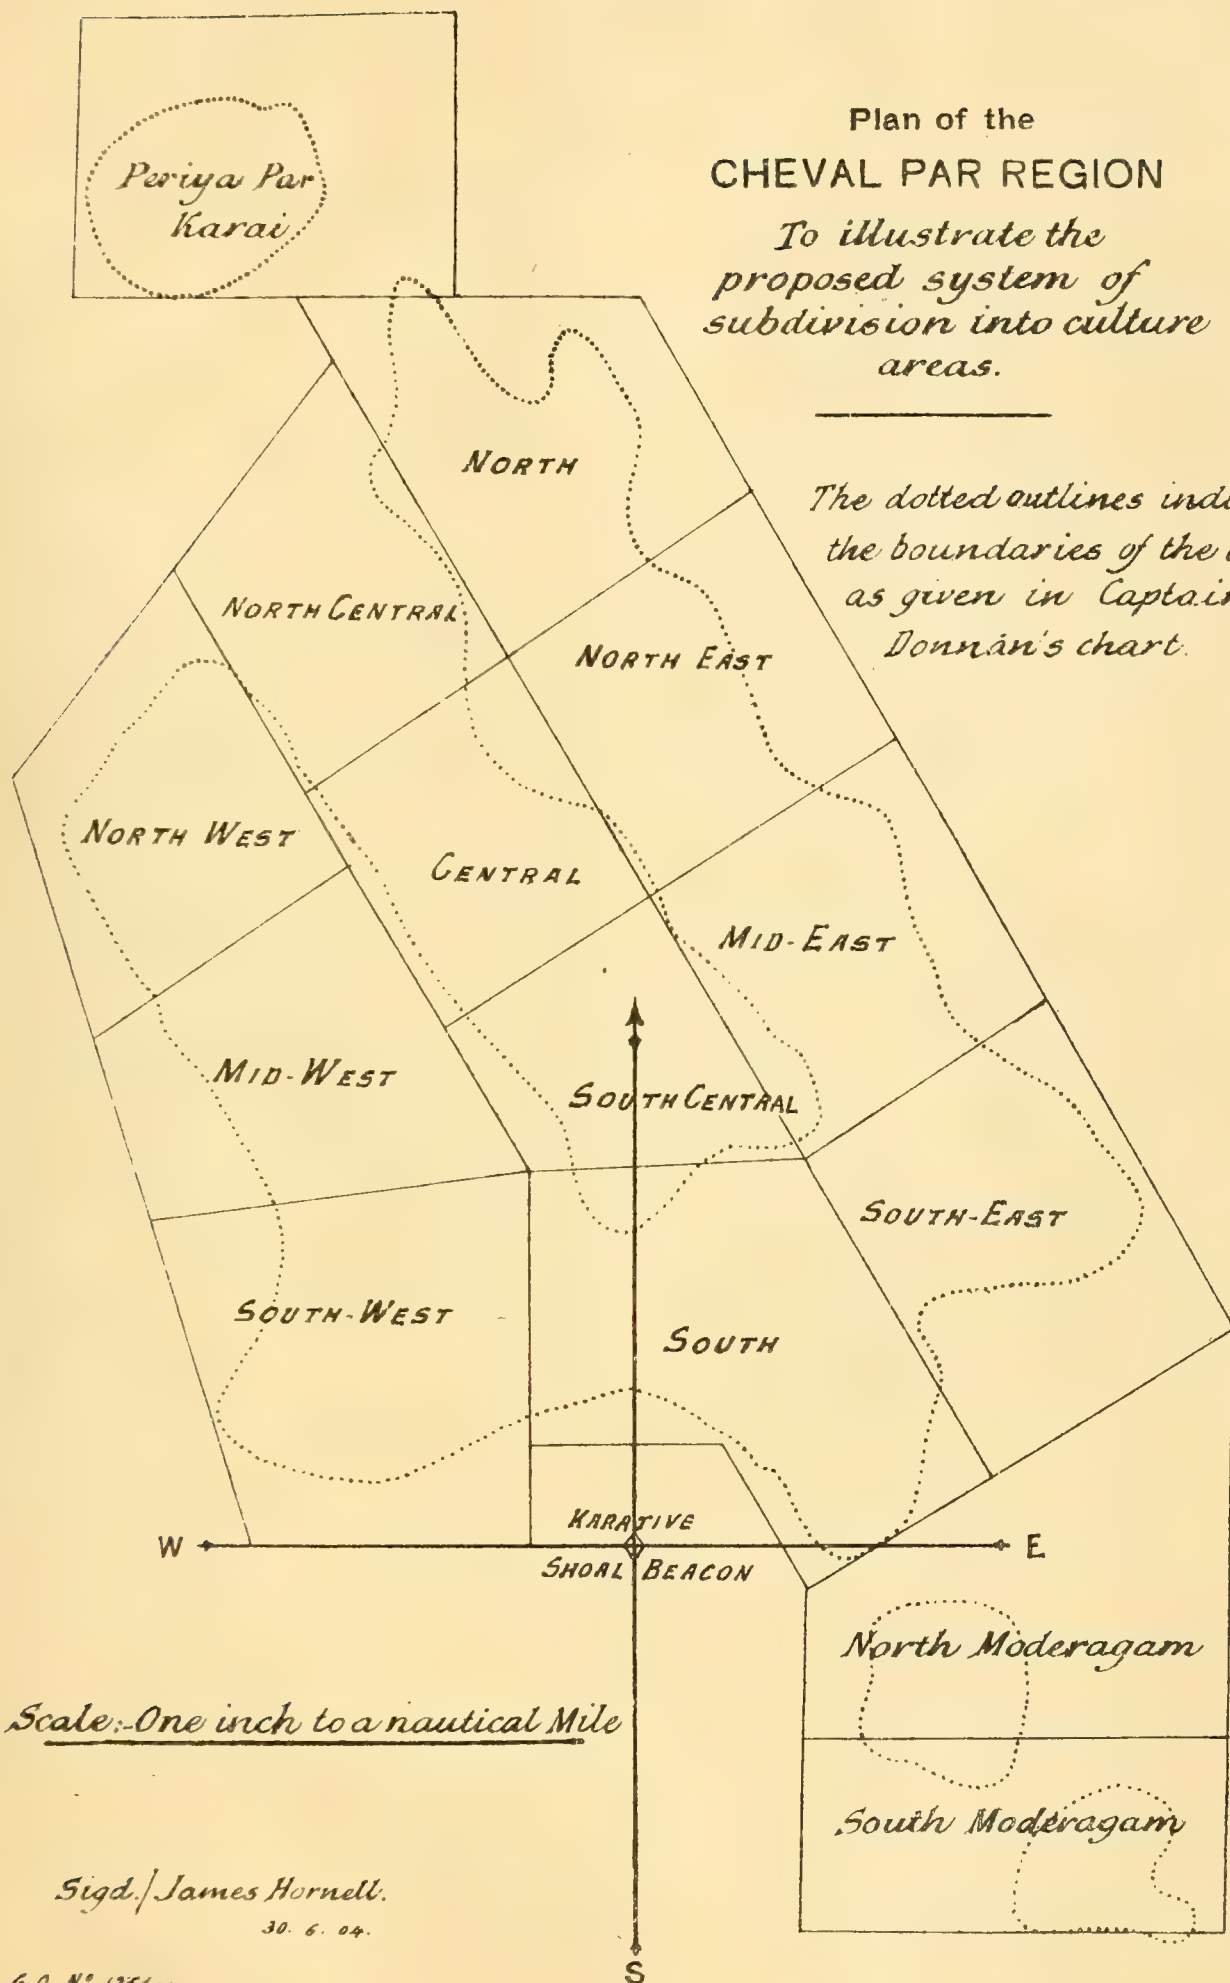 Plan of the
CHEVAL PAR REGION
To illustrate the
proposed system of
subdivision into culture
areas.
The dotted outlines
the boundaries of the
as given in
Donnan's chart.
Periya Par
Karai
NORTH
NORTH CENTRAL
NORTH EAST
NORTH WEST
CENTRAL
MID-EAST
MID-WEST
SOUTH CENTRAL
SOUTH-EAST
SOUTH-WEST
SOUTH
KARATIVE
W
E
SHOAL BEACON
North Moderagam
Scale:-One inch to a nautical Mile
South Moderagam
Sigd./James Hornell.
30. 6. 04.
S